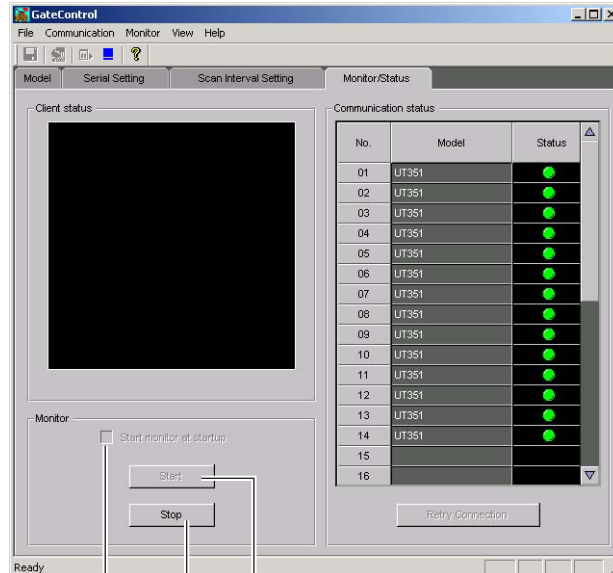 GateControl
File Communication Monitor View Help
Model Serial Setting Scan Interval Setting Monitor/Status
Client status
Communication status
No. Model Status
01 UT351
02 UT351
03 UT351
04 UT351
05 UT351
06 UT351
07 UT351
08 UT351
09 UT351
10 UT351
11 UT351
12 UT351
13 UT351
14 UT351
15
16
Monitor
Start monitor at startup
Start
Stop
Retry Connection
Ready